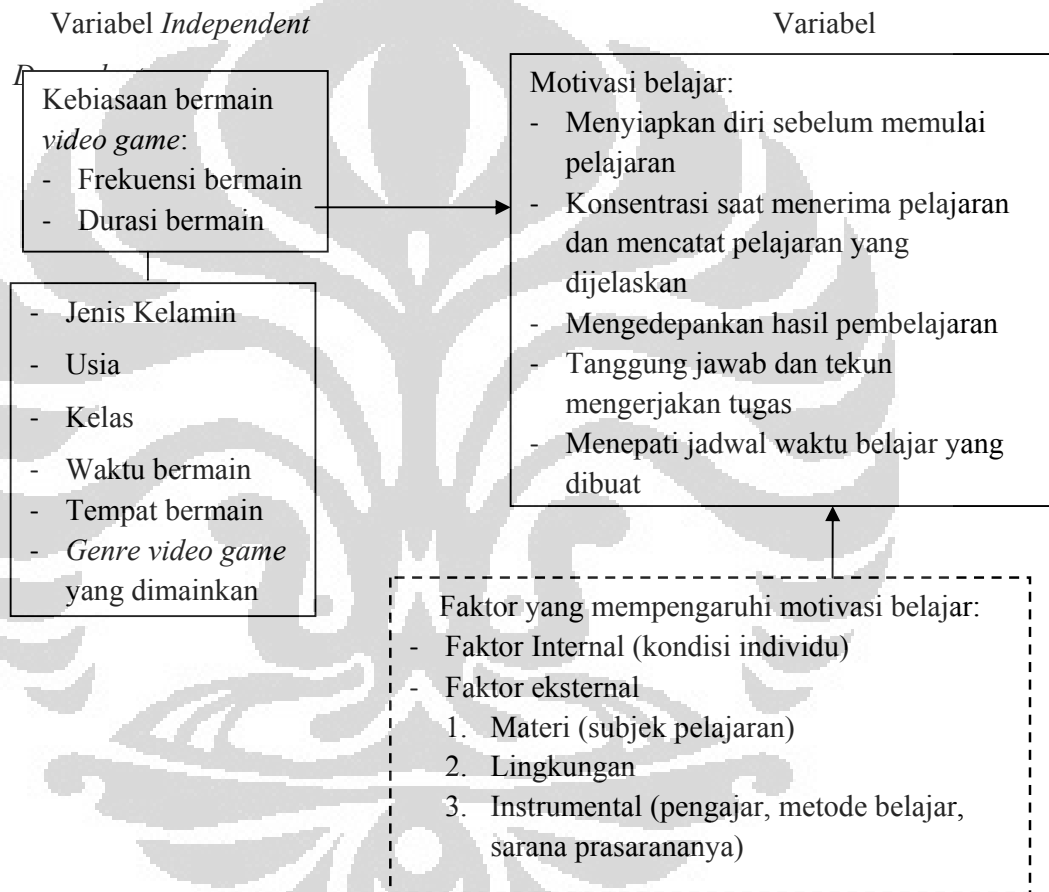 Variabel Independent
Variabel
Kebiasaan bermain
video game:
- Frekuensi bermain
- Durasi bermain
- Jenis Kelamin
- Usia
- Kelas
- Waktu bermain
- Tempat bermain
- Genre video game
yang dimainkan
Motivasi belajar:
- Menyiapkan diri sebelum memulai
pelajaran
- Konsentrasi saat menerima pelajaran
dan mencatat pelajaran yang
dijelaskan
- Mengedepankan hasil pembelajaran
- Tanggung jawab dan tekun
mengerjakan tugas
- Menepati jadwal waktu belajar yang
dibuat
Faktor yang mempengaruhi motivasi belajar:
- Faktor Internal (kondisi individu)
- Faktor eksternal
1. Materi (subjek pelajaran)
2. Lingkungan
3. Instrumental (pengajar, metode belajar,
sarana prasarananya)